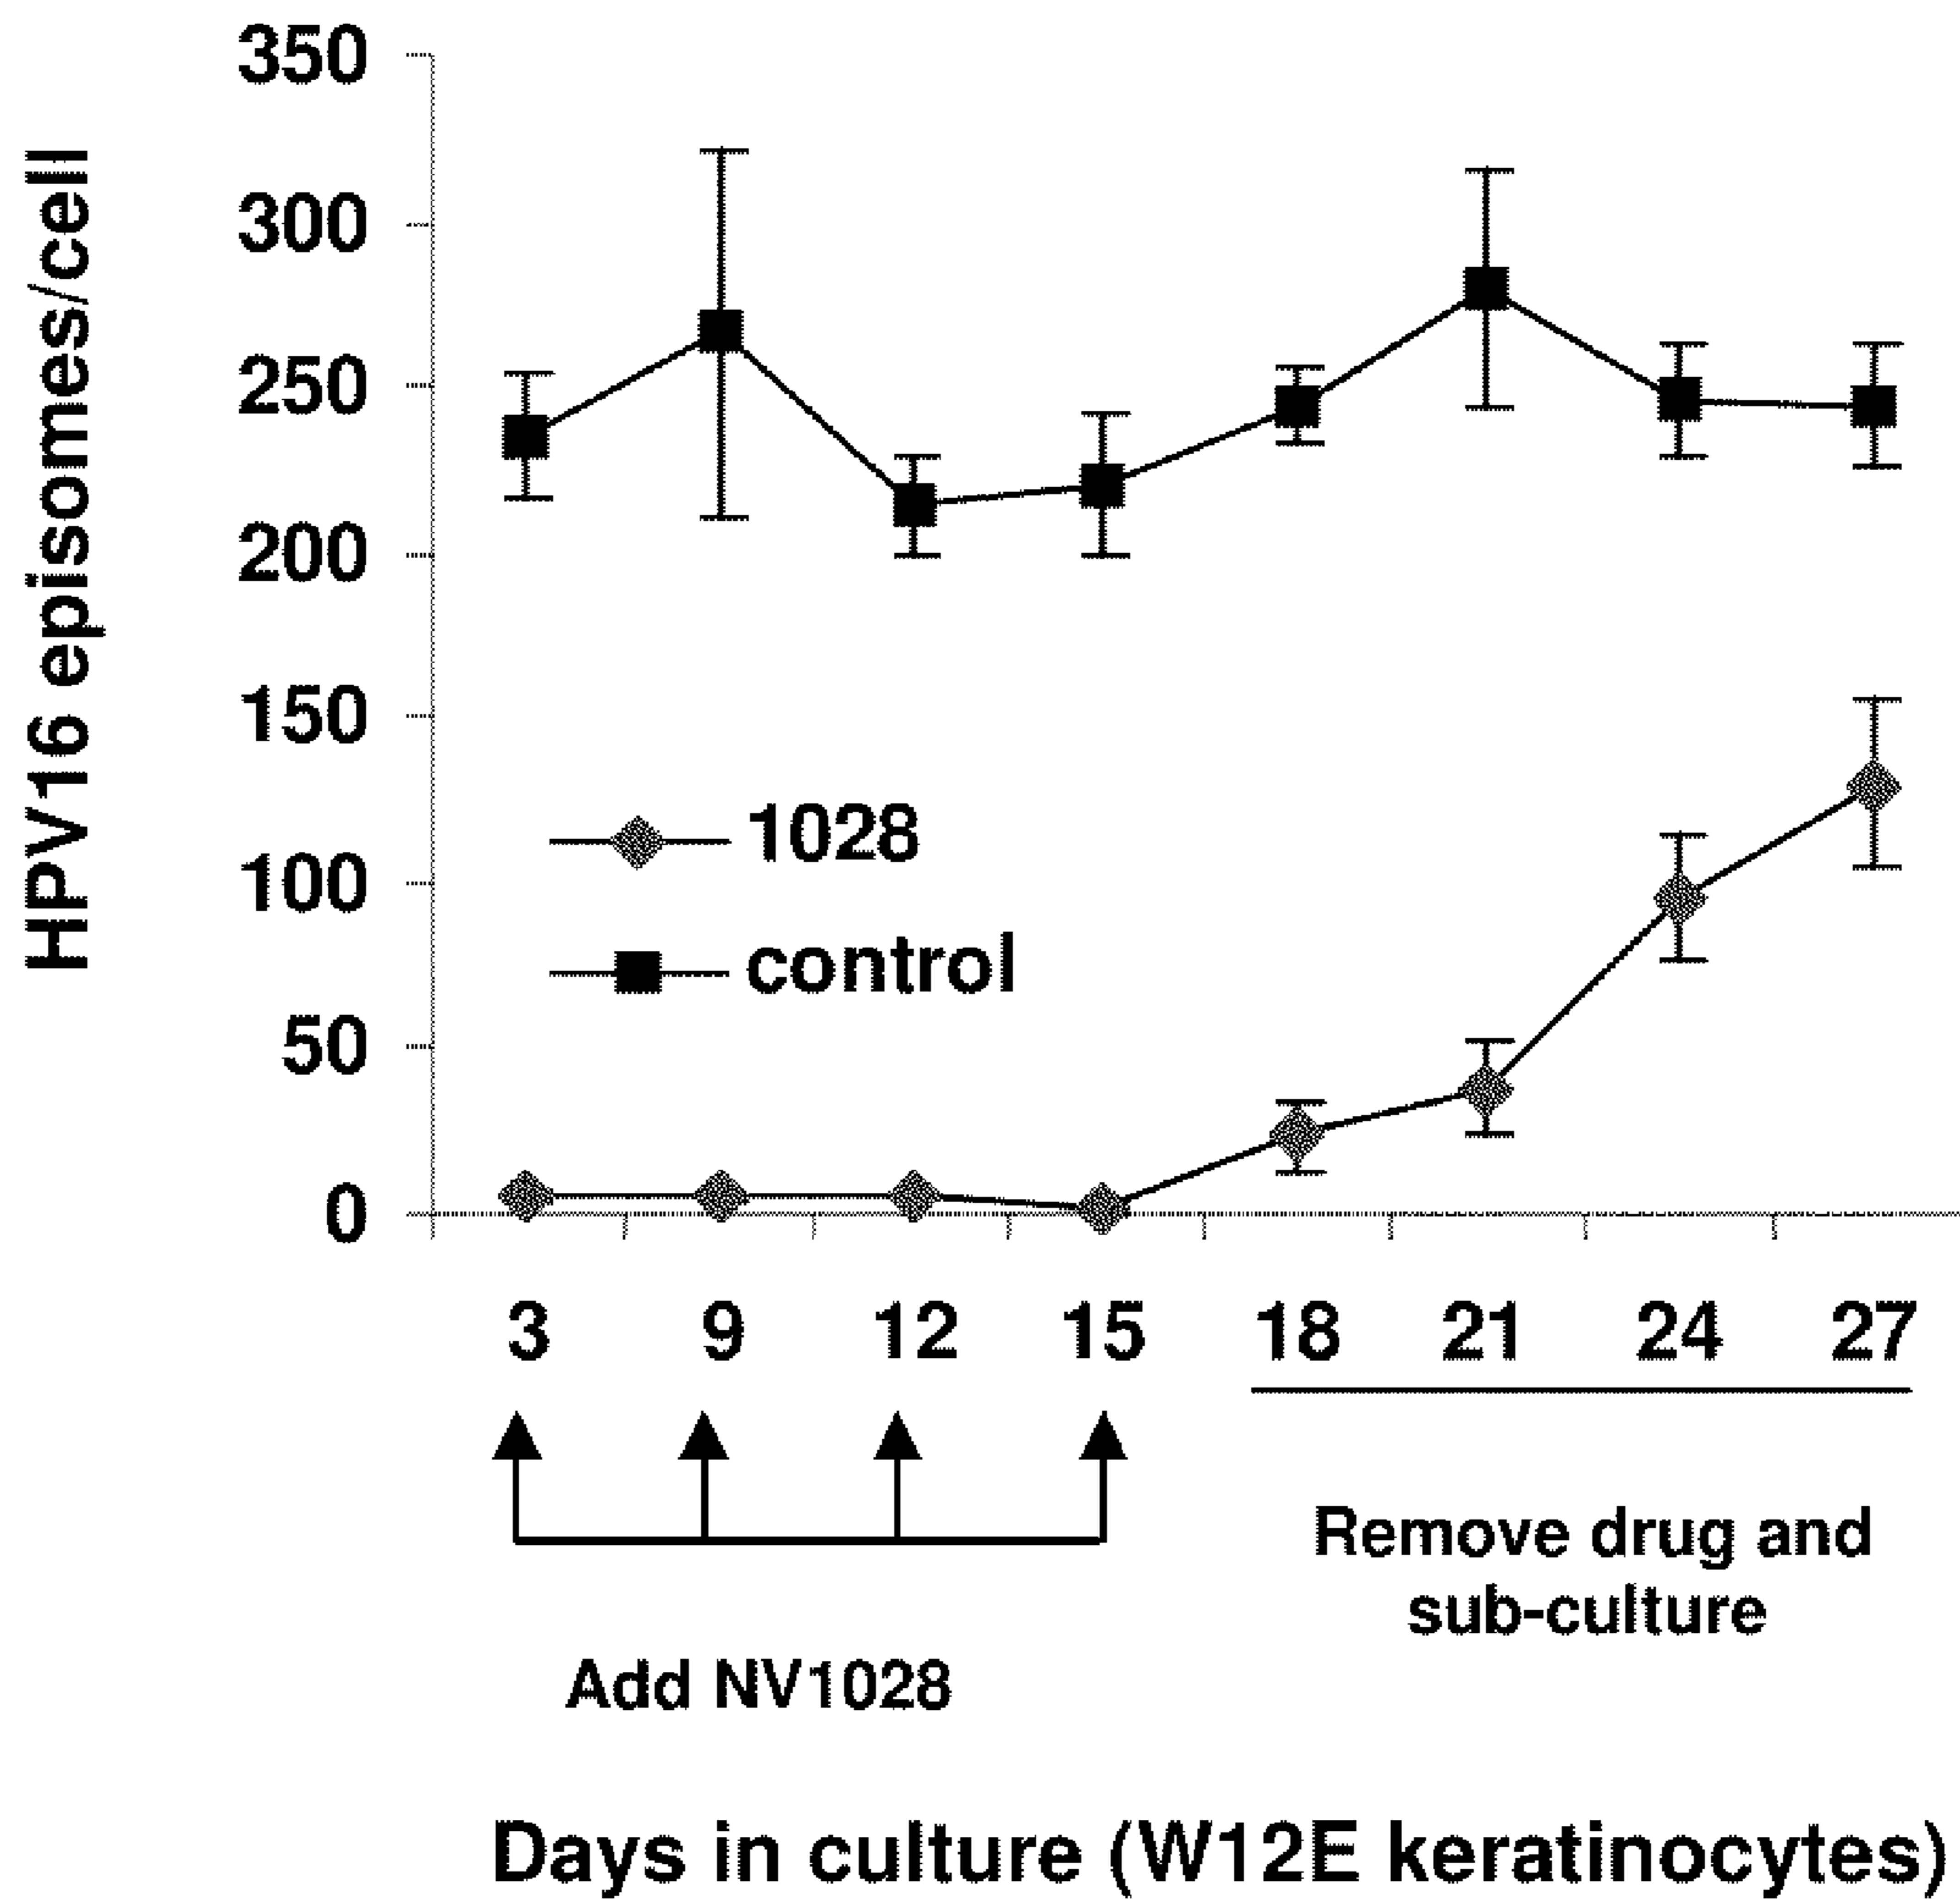 HPV16 episomes/cell
350
300
250
200
150
100
50
0
1028
control
3 9 12 15 18 21 24 27
Add NV1028
Remove drug and
sub-culture
Days in culture (W12E keratinocytes)